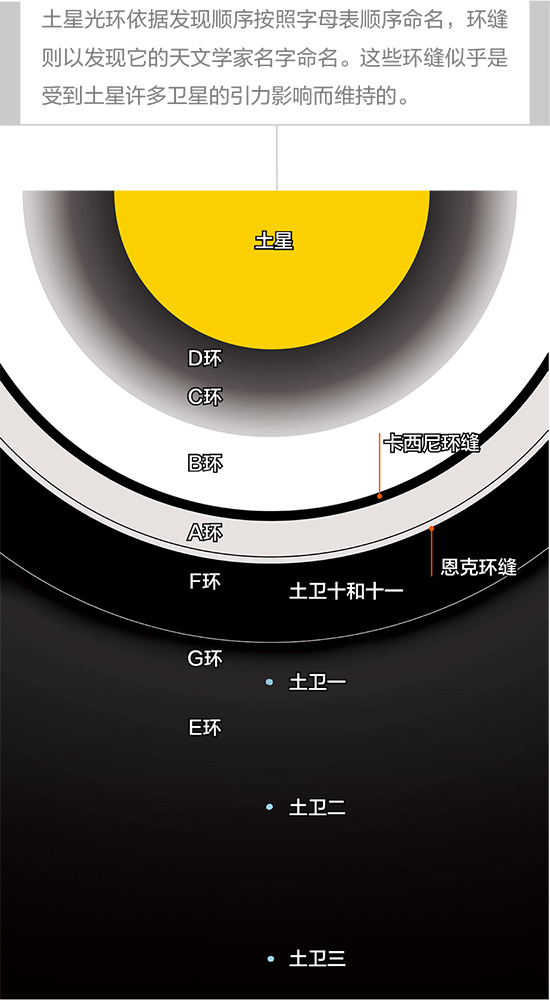 土星光环依据发现顺序按照字母表顺序命名，环缝
则以发现它的天文学家名字命名。这些环缝似乎是
受到土星许多卫星的引力影响而维持的。
土星
D环
C环
卡西尼环缝
B环
A环
恩克环缝
F环
土卫十和十一
G环
土卫一
E环
土卫二
土卫三